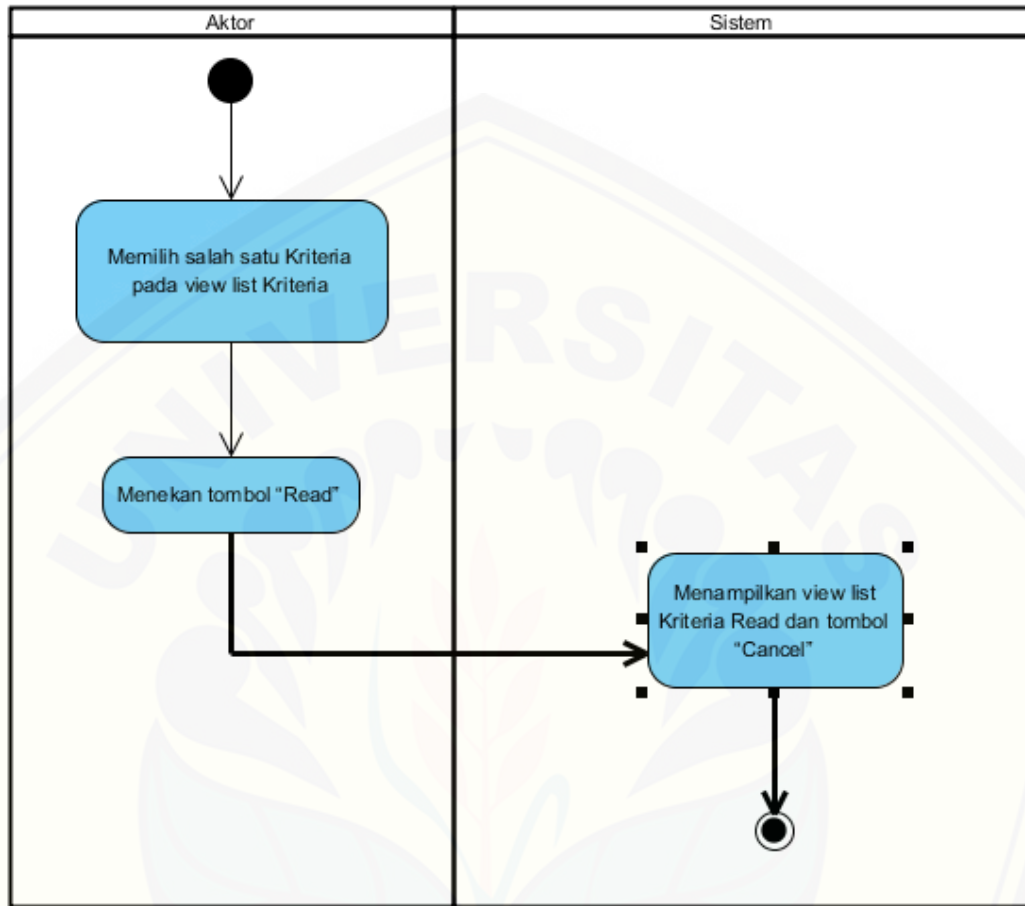 Aktor
Sistem
Memilih salah satu Kriteria
pada view list Kriteria
Menekan tombol “Read”
Menampilkan view list
Kriteria Read dan tombol
“Cancel”
UNIVERSITAS